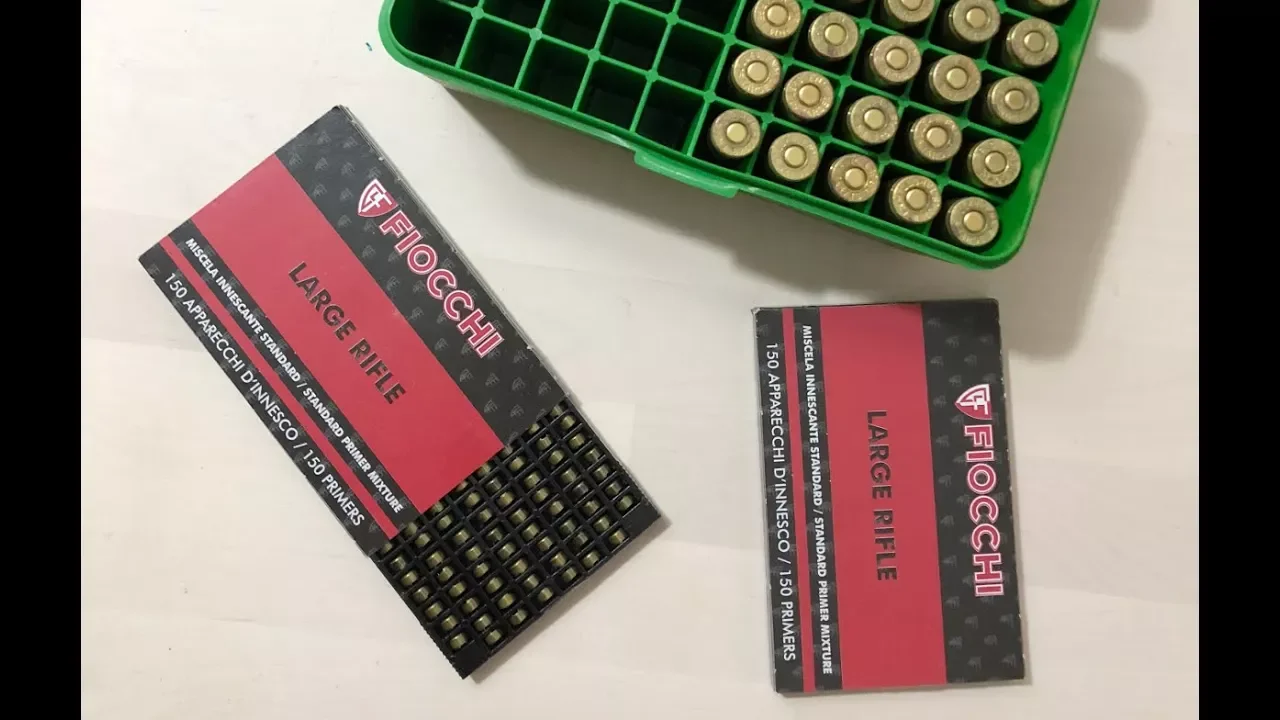 FIOCCHI
LARGE RIFLE
MISCELA INNESCANTE STANDARD / STANDARD PRIMER MIXTURE
150 APPARECCHI D'INNESCO / 150 PRIMERS
FIOCCHI
LARGE RIFLE
MISCELA INNESCANTE STANDARD / STANDARD PRIMER MIXTURE
150 APPARECCHI D'INNESCO / 150 PRIMERS